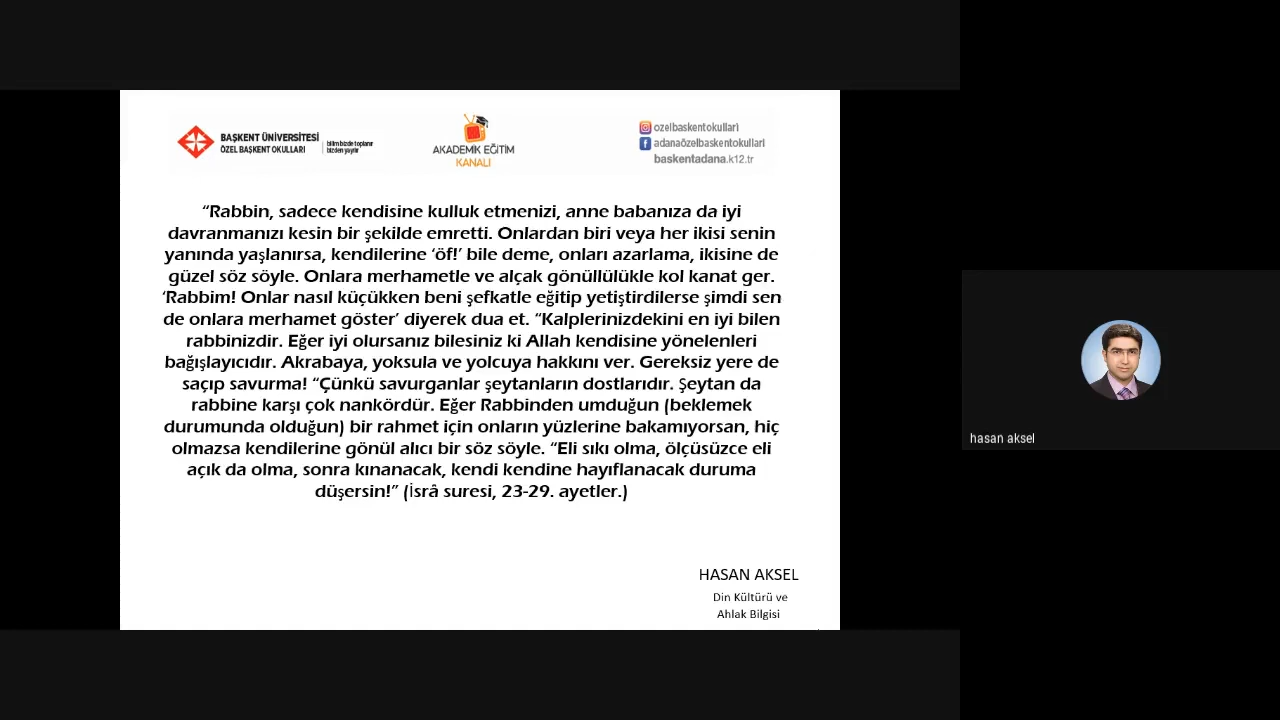 BAŞKENT ÜNİVERSİTESİ
ÖZEL BAŞKENT OKULLARI
bilim bizde toplanır
bizden yayılır
AKADEMİK EĞİTİM
KANALI
ozelbaskentokullari
adanaözelbaskentokullari
baskentadana.k12.tr
“Rabbin, sadece kendisine kulluk etmenizi, anne babanıza da iyi
davranmanızı kesin bir şekilde emretti. Onlardan biri veya her ikisi senin
yanında yaşlanırsa, kendilerine ‘öf!’ bile deme, onları azarlama, ikisine de
güzel söz söyle. Onlara merhametle ve alçak gönüllülükle kol kanat ger.
‘Rabbim! Onlar nasıl küçükken beni şefkatle eğitip yetiştirdilerse şimdi sen
de onlara merhamet göster’ diyerek dua et. “Kalplerinizdekini en iyi bilen
rabbinizdir. Eğer iyi olursanız bilesiniz ki Allah kendisine yönelenleri
bağışlayıcıdır. Akrabaya, yoksula ve yolcuya hakkını ver. Gereksiz yere de
saçıp savurma! “Çünkü savurganlar şeytanların dostlarıdır. Şeytan da
rabbine karşı çok nankördür. Eğer Rabbinden umduğun (beklemek
durumunda olduğun) bir rahmet için onların yüzlerine bakamıyorsan, hiç
olmazsa kendilerine gönül alıcı bir söz söyle. “Eli sıkı olma, ölçüsüzce eli
açık da olma, sonra kınanacak, kendi kendine hayıflanacak duruma
düşersin!” (İsrâ suresi, 23-29. ayetler.)
HASAN AKSEL
Din Kültürü ve
Ahlak Bilgisi
hasan aksel